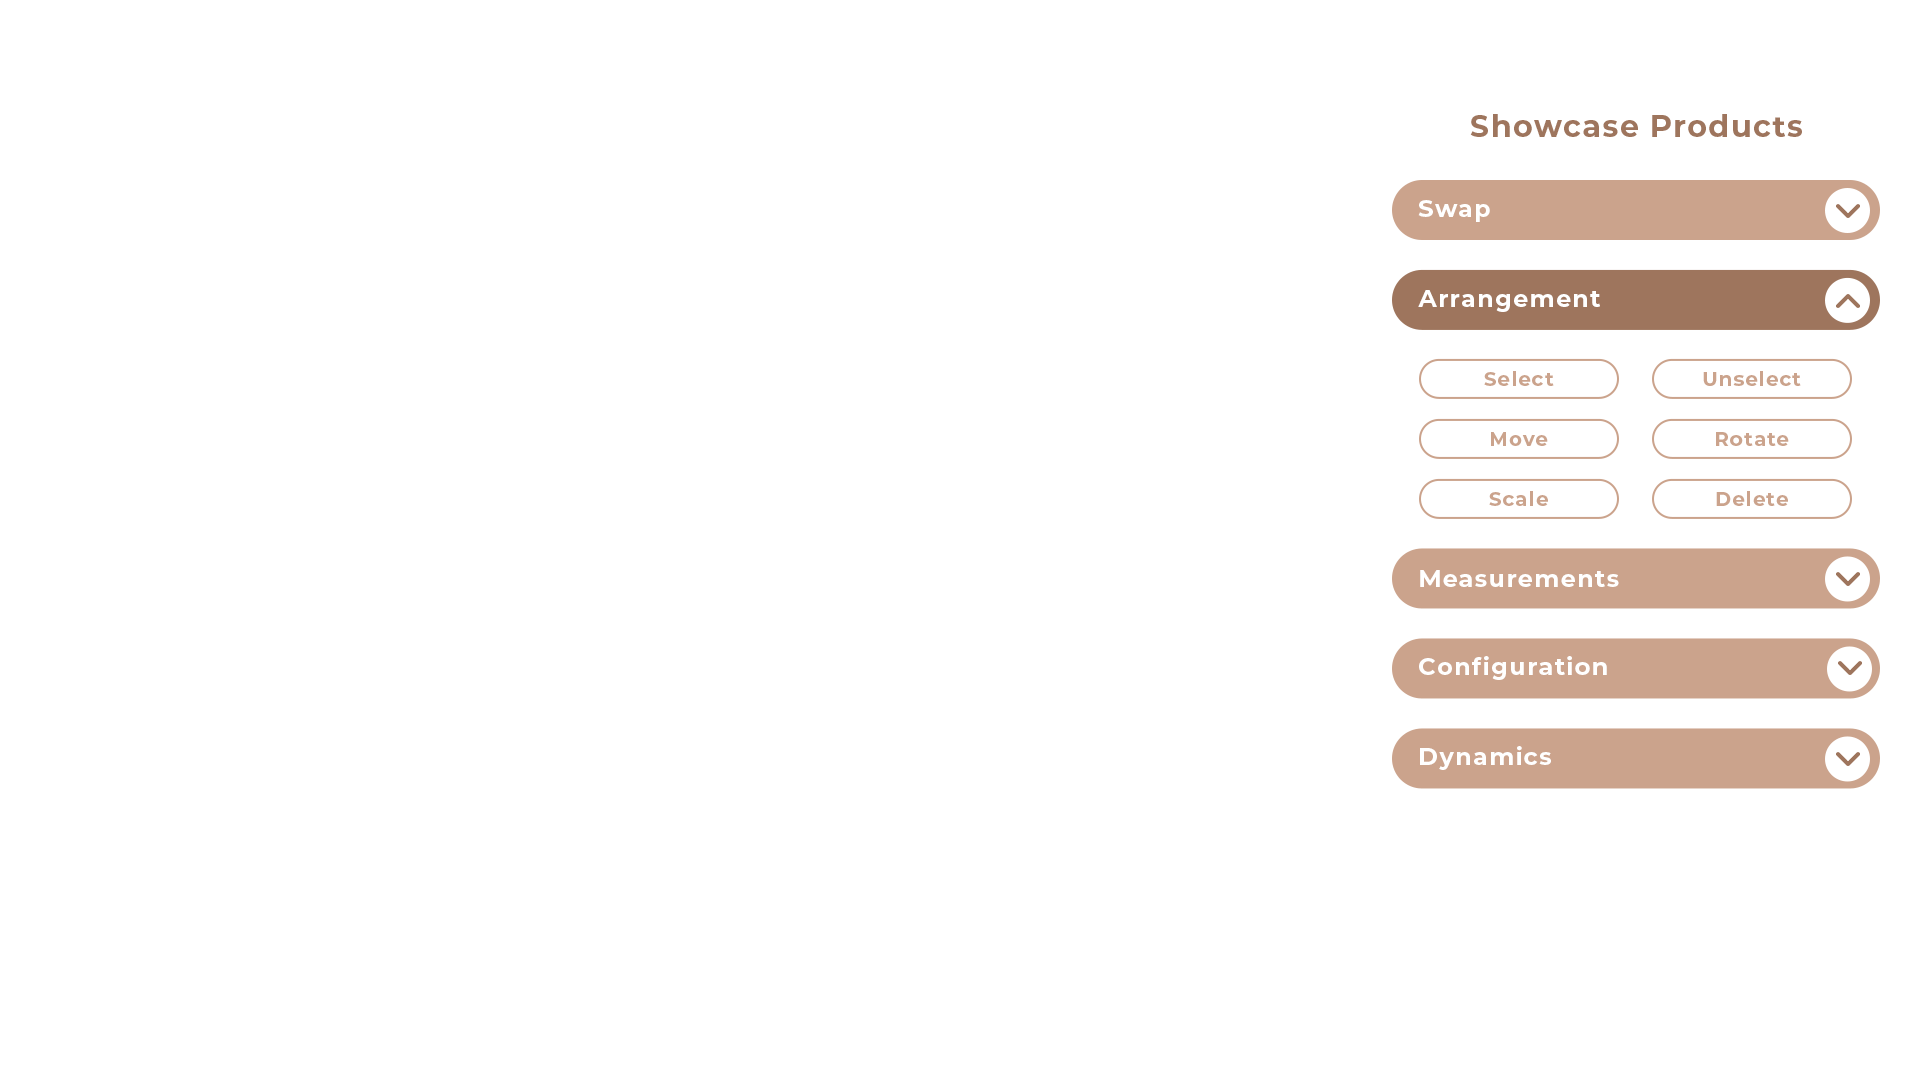 Showcase Products
Swap
Arrangement
Select Unselect
Move Rotate
Scale Delete
Measurements
Configuration
Dynamics